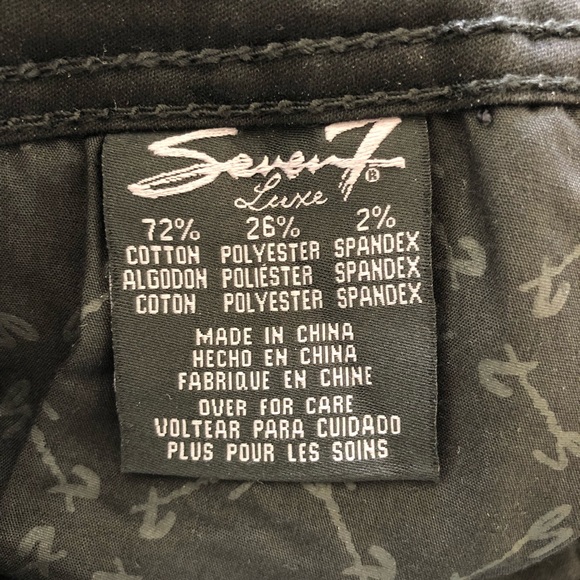 Seven7®
Luxe
72% 26% 2%
COTTON POLYESTER SPANDEX
ALGODON POLIÉSTER SPANDEX
COTON POLYESTER SPANDEX
MADE IN CHINA
HECHO EN CHINA
FABRIQUE EN CHINE
OVER FOR CARE
VOLTEAR PARA CUIDADO
PLUS POUR LES SOINS